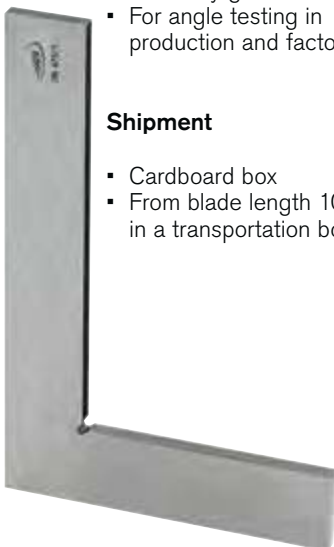 ▪ For angle testing in
production and facto
Shipment
▪ Cardboard box
▪ From blade length 10
in a transportation bo